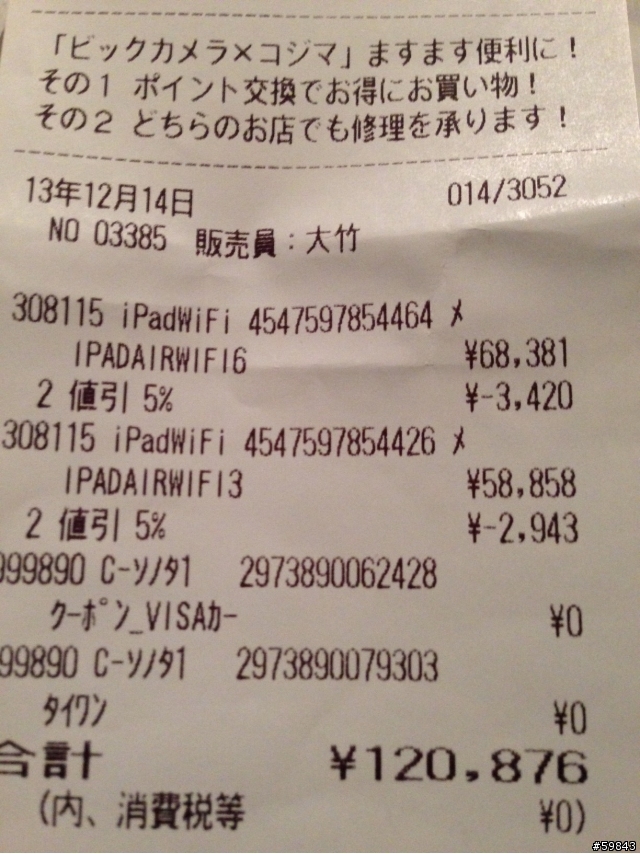 「ビックカメラ×コジマ」ますます便利に!
その1 ポイント交換でお得にお買い物!
その2 どちらのお店でも修理を承ります!
13年12月14日 014/3052
NO 03385 販売員:大竹
308115 iPadWiFi 4547597854464 メ
IPADAIRWIFI6 ¥68,381
2 値引 5% ¥-3,420
308115 iPadWiFi 4547597854426 メ
IPADAIRWIFI3 ¥58,858
2 値引 5% ¥-2,943
999890 C-ソノタ1 2973890062428
クーポン_VISAカー ¥0
99890 C-ソノタ1 2973890079303
タイワン ¥0
合計 ¥120,876
(内、消費税等 ¥0)
#59843